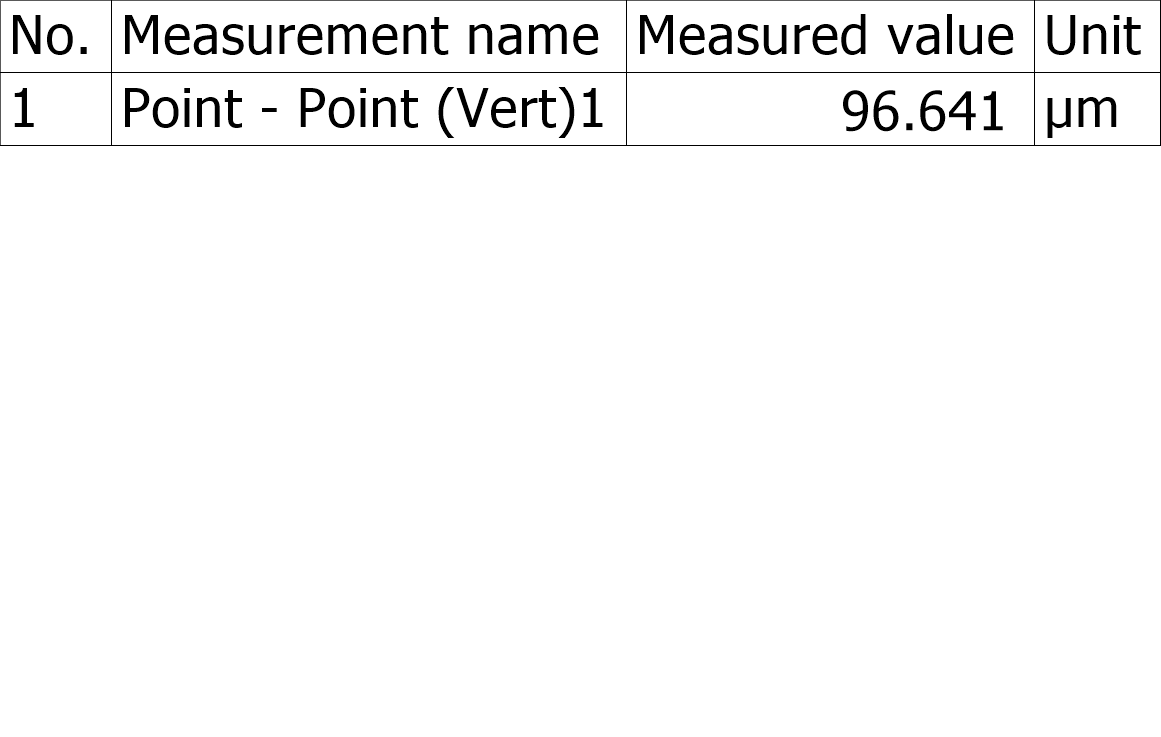 No. Measurement name Measured value Unit
1 Point - Point (Vert)1 96.641 µm